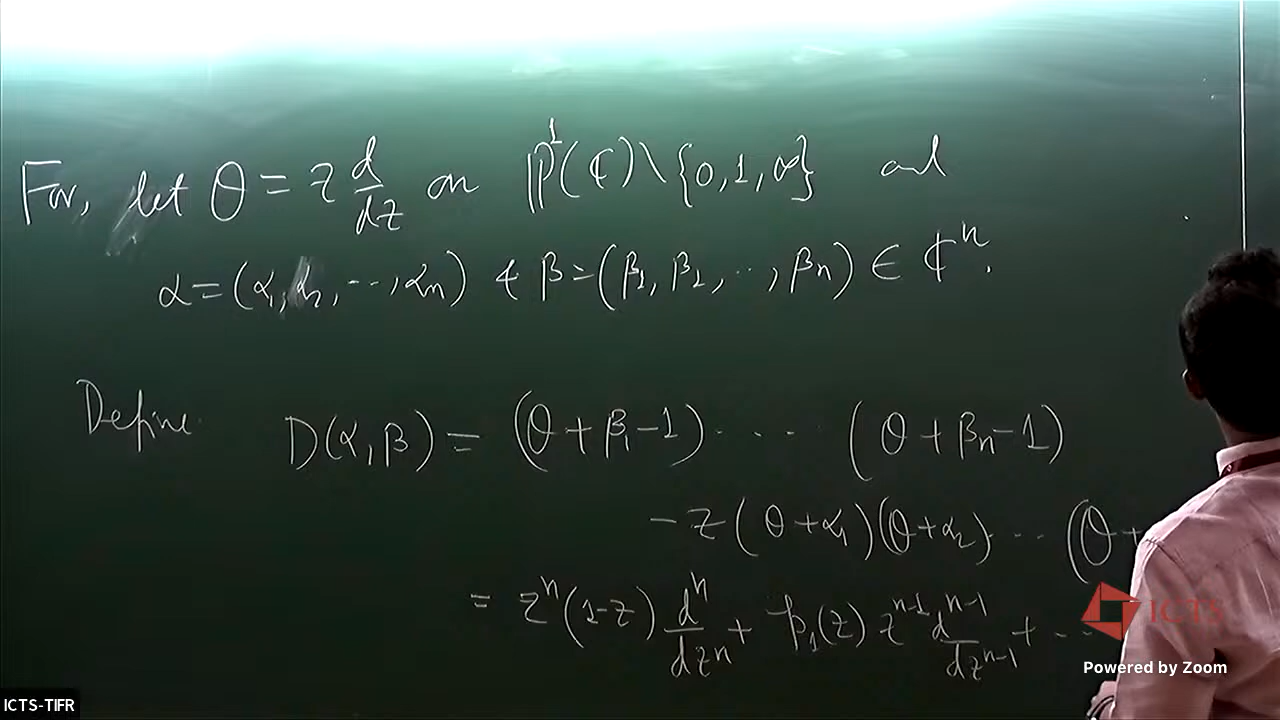 For, let θ = z d/dz on ℙ¹(ℂ) \ {0, 1, ∞} and
α = (α₁, α₂, ..., αₙ) & β = (β₁, β₂, .., βₙ) ∈ ℂⁿ.
Define D(α, β) = (θ + β₁ - 1) .... (θ + βₙ - 1)
- z (θ + α₁)(θ + α₂) ... (θ +
= zⁿ(1-z) dⁿ/dzⁿ + p₁(z) zⁿ⁻¹ dⁿ⁻¹/dzⁿ⁻¹ + ...
ICTS
Powered by Zoom
ICTS-TIFR